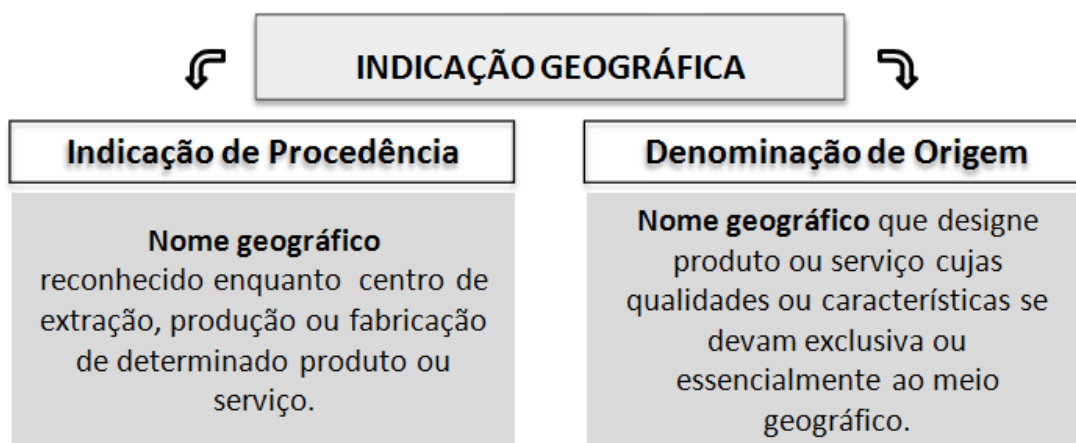 INDICAÇÃO GEOGRÁFICA
Indicação de Procedência
Nome geográfico
reconhecido enquanto centro de
extração, produção ou fabricação
de determinado produto ou
serviço.
Denominação de Origem
Nome geográfico que designe
produto ou serviço cujas
qualidades ou características se
devam exclusiva ou
essencialmente ao meio
geográfico.